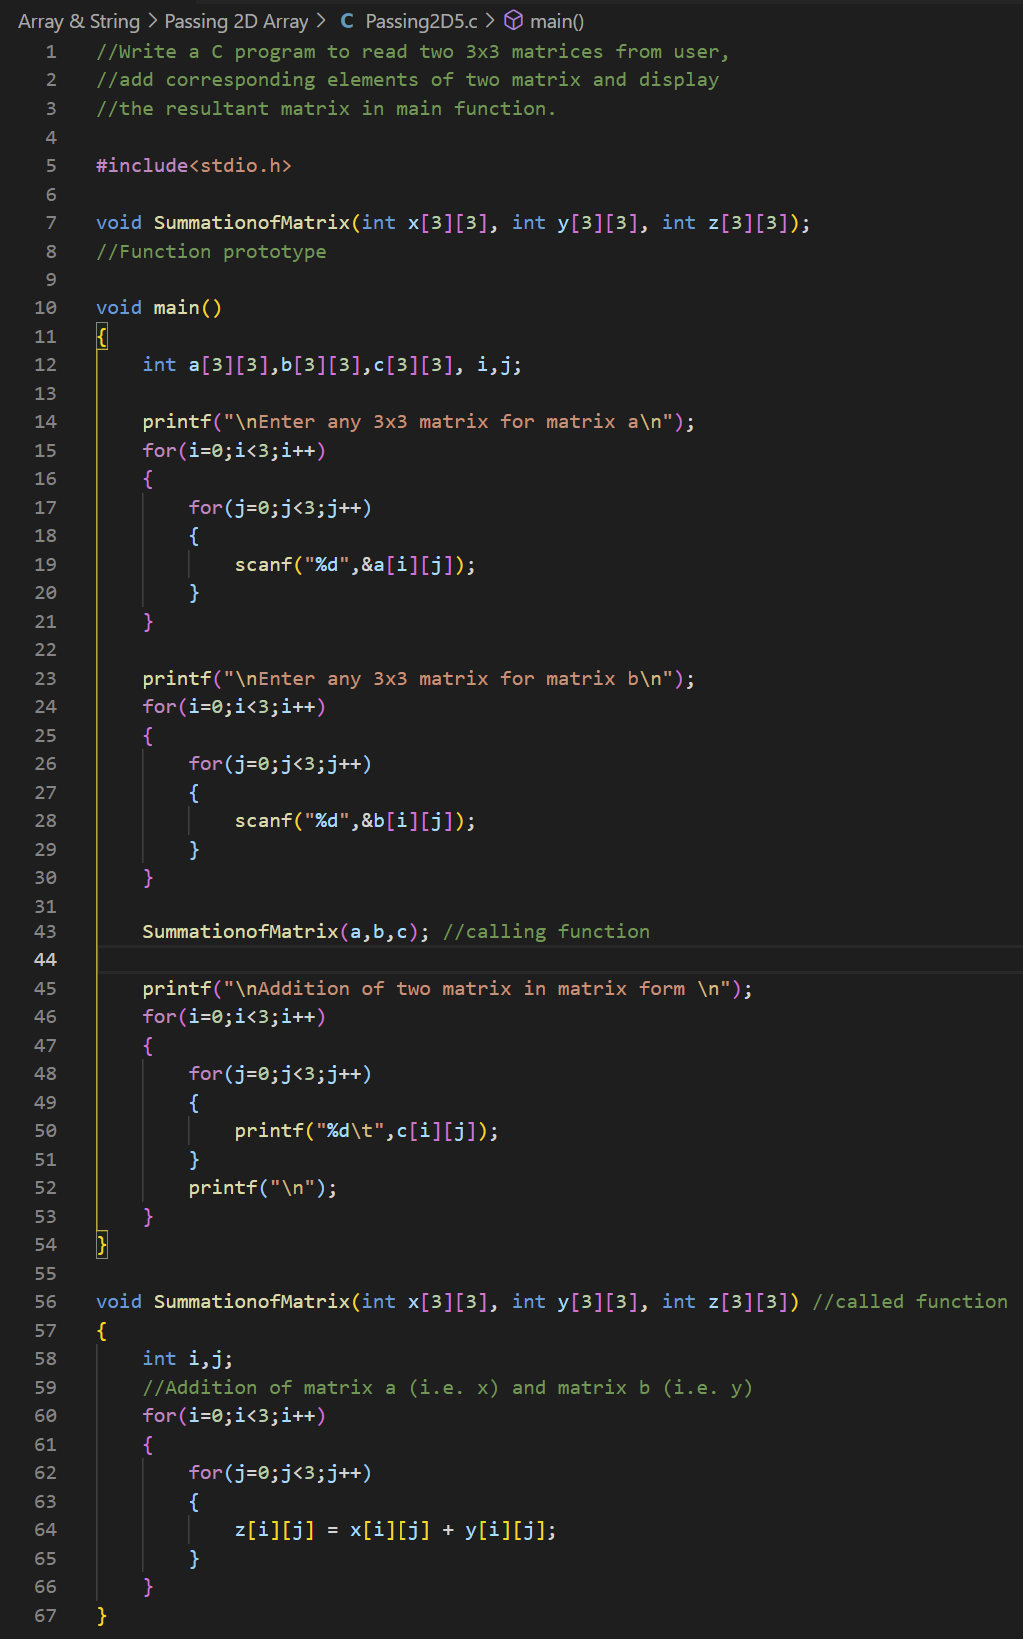 Array & String > Passing 2D Array > C Passing2D5.c > main()
1 //Write a C program to read two 3x3 matrices from user,
2 //add corresponding elements of two matrix and display
3 //the resultant matrix in main function.
4
5 #include<stdio.h>
6
7 void SummationofMatrix(int x[3][3], int y[3][3], int z[3][3]);
8 //Function prototype
9
10 void main()
11 {
12     int a[3][3],b[3][3],c[3][3], i,j;
13
14     printf("\nEnter any 3x3 matrix for matrix a\n");
15     for(i=0;i<3;i++)
16     {
17         for(j=0;j<3;j++)
18         {
19             scanf("%d",&a[i][j]);
20         }
21     }
22
23     printf("\nEnter any 3x3 matrix for matrix b\n");
24     for(i=0;i<3;i++)
25     {
26         for(j=0;j<3;j++)
27         {
28             scanf("%d",&b[i][j]);
29         }
30     }
31
43     SummationofMatrix(a,b,c); //calling function
44
45     printf("\nAddition of two matrix in matrix form \n");
46     for(i=0;i<3;i++)
47     {
48         for(j=0;j<3;j++)
49         {
50             printf("%d\t",c[i][j]);
51         }
52         printf("\n");
53     }
54 }
55
56 void SummationofMatrix(int x[3][3], int y[3][3], int z[3][3]) //called function
57 {
58     int i,j;
59     //Addition of matrix a (i.e. x) and matrix b (i.e. y)
60     for(i=0;i<3;i++)
61     {
62         for(j=0;j<3;j++)
63         {
64             z[i][j] = x[i][j] + y[i][j];
65         }
66     }
67 }